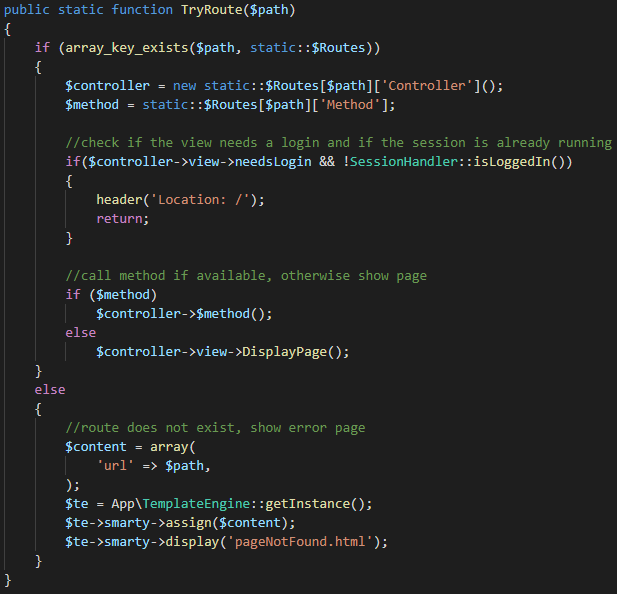 public static function TryRoute($path)
{
    if (array_key_exists($path, static::$Routes))
    {
        $controller = new static::$Routes[$path]['Controller']();
        $method = static::$Routes[$path]['Method'];

        //check if the view needs a login and if the session is already running
        if($controller->view->needsLogin && !SessionHandler::isLoggedIn())
        {
            header('Location: /');
            return;
        }

        //call method if available, otherwise show page
        if ($method)
            $controller->$method();
        else
            $controller->view->DisplayPage();
    }
    else
    {
        //route does not exist, show error page
        $content = array(
            'url' => $path,
        );
        $te = App\TemplateEngine::getInstance();
        $te->smarty->assign($content);
        $te->smarty->display('pageNotFound.html');
    }
}